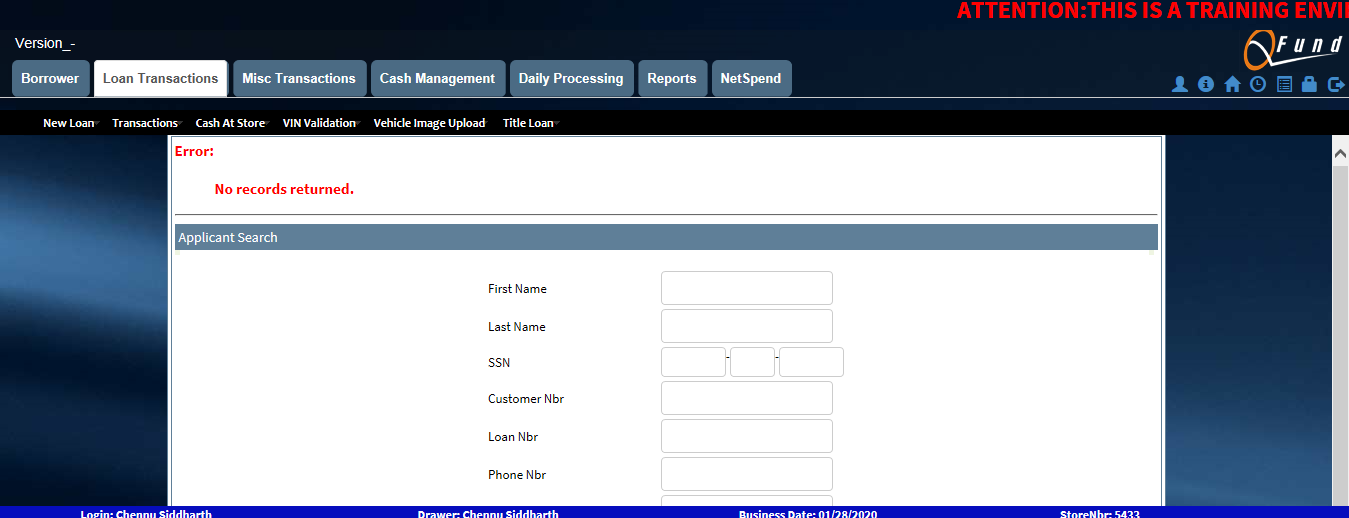 ATTENTION:THIS IS A TRAINING ENVI
Version_-
QFund
Borrower Loan Transactions Misc Transactions Cash Management Daily Processing Reports NetSpend
New Loan Transactions Cash At Store VIN Validation Vehicle Image Upload Title Loan
Error:
No records returned.
Applicant Search
First Name
Last Name
SSN - -
Customer Nbr
Loan Nbr
Phone Nbr
Login: Chennu Siddharth Drawer: Chennu Siddharth Business Date: 01/28/2020 StoreNbr: 5433